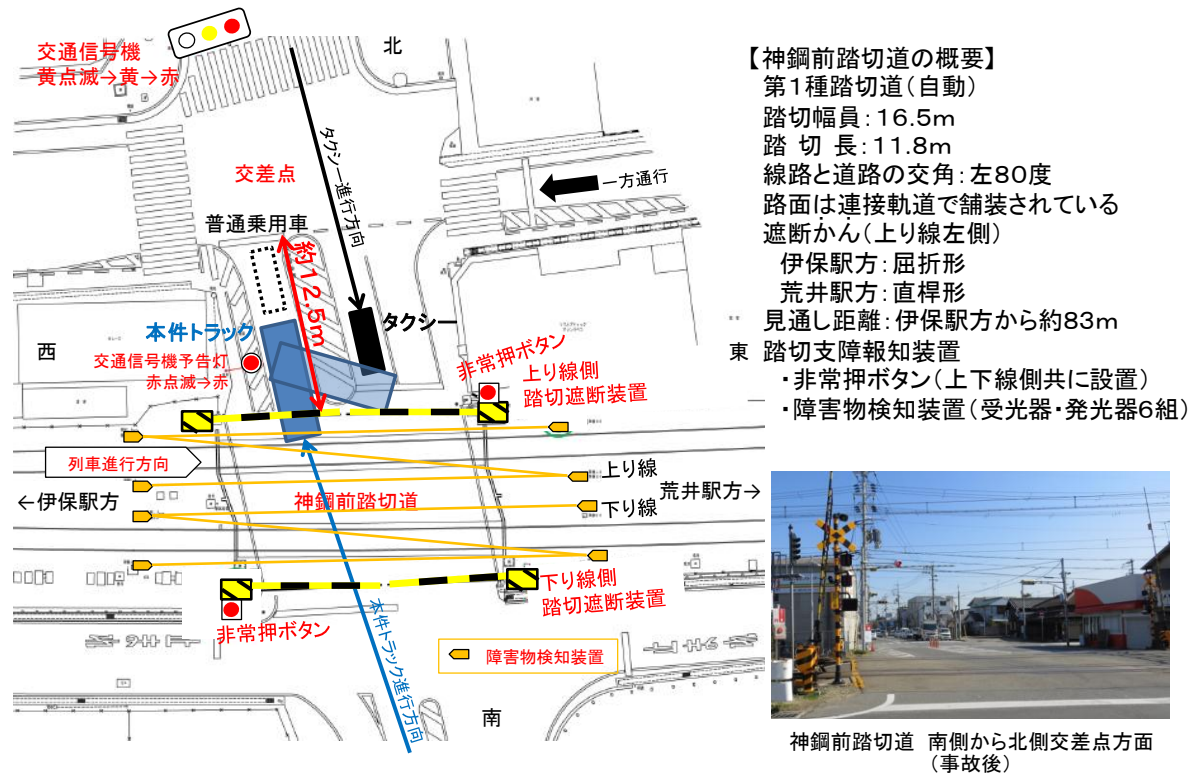 交通信号機
黄点滅→黄→赤
北
タクシー進行方向
交差点
一方通行
普通乗用車
約12.5m
本件トラック
タクシー
西
東
交通信号機予告灯
赤点滅→赤
非常押ボタン
上り線側
踏切遮断装置
列車進行方向
上り線
←伊保駅方
神鋼前踏切道
荒井駅方→
下り線
下り線側
踏切遮断装置
非常押ボタン
本件トラック進行方向
障害物検知装置
南
【神鋼前踏切道の概要】
第1種踏切道(自動)
踏切幅員:16.5m
踏 切 長:11.8m
線路と道路の交角:左80度
路面は連接軌道で舗装されている
遮断かん(上り線左側)
伊保駅方:屈折形
荒井駅方:直桿形
見通し距離:伊保駅方から約83m
踏切支障報知装置
・非常押ボタン(上下線側共に設置)
・障害物検知装置(受光器・発光器6組)
神鋼前踏切道 南側から北側交差点方面
(事故後)